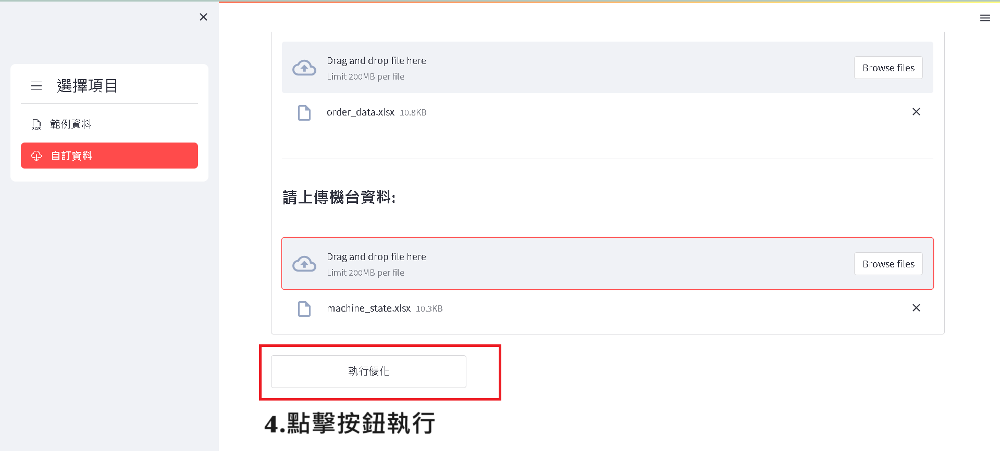 選擇項目
範例資料
自訂資料
Drag and drop file here
Limit 200MB per file
Browse files
order_data.xlsx 10.8KB
請上傳機台資料:
Drag and drop file here
Limit 200MB per file
Browse files
machine_state.xlsx 10.3KB
執行優化
4.點擊按鈕執行